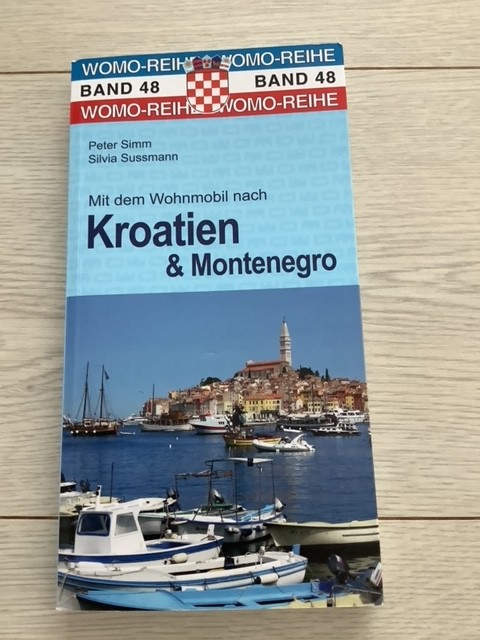 WOMO-REIHE WOMO-REIHE
BAND 48 BAND 48
WOMO-REIHE WOMO-REIHE
Peter Simm
Silvia Sussmann
Mit dem Wohnmobil nach
Kroatien
& Montenegro